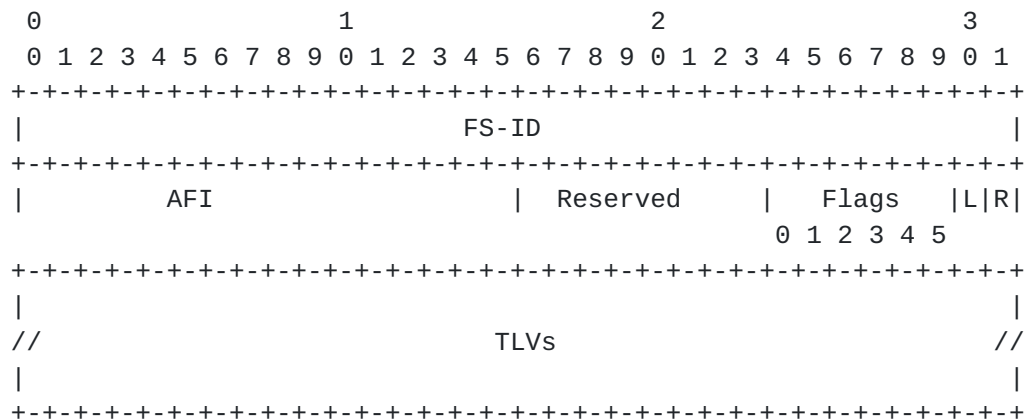 0                   1                   2                   3
 0 1 2 3 4 5 6 7 8 9 0 1 2 3 4 5 6 7 8 9 0 1 2 3 4 5 6 7 8 9 0 1
+-+-+-+-+-+-+-+-+-+-+-+-+-+-+-+-+-+-+-+-+-+-+-+-+-+-+-+-+-+-+-+-+
|                            FS-ID                              |
+-+-+-+-+-+-+-+-+-+-+-+-+-+-+-+-+-+-+-+-+-+-+-+-+-+-+-+-+-+-+-+-+
|         AFI                   |  Reserved     |   Flags   |L|R|
                                                 0 1 2 3 4 5
+-+-+-+-+-+-+-+-+-+-+-+-+-+-+-+-+-+-+-+-+-+-+-+-+-+-+-+-+-+-+-+-+
|                                                               |
//                             TLVs                            //
|                                                               |
+-+-+-+-+-+-+-+-+-+-+-+-+-+-+-+-+-+-+-+-+-+-+-+-+-+-+-+-+-+-+-+-+